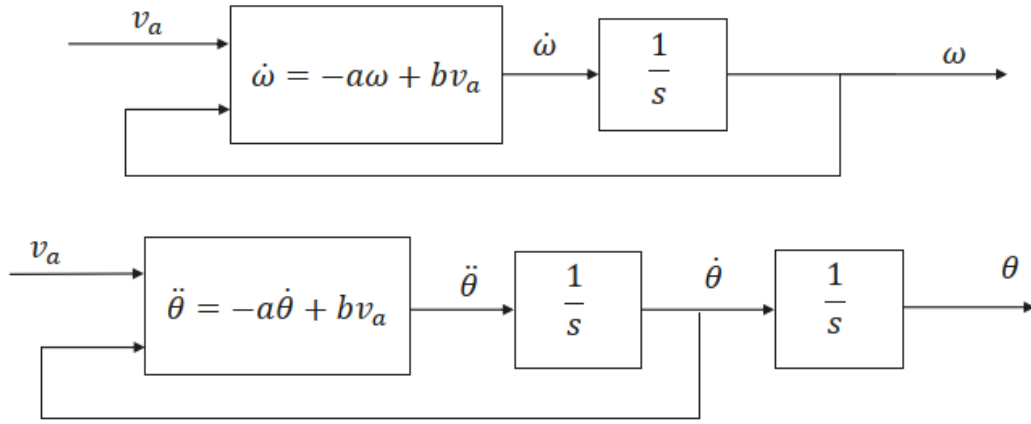 v_a
ω̇ = −aω + bv_a
ω̇
1/s
ω
v_a
θ̈ = −aθ̇ + bv_a
θ̈
1/s
θ̇
1/s
θ